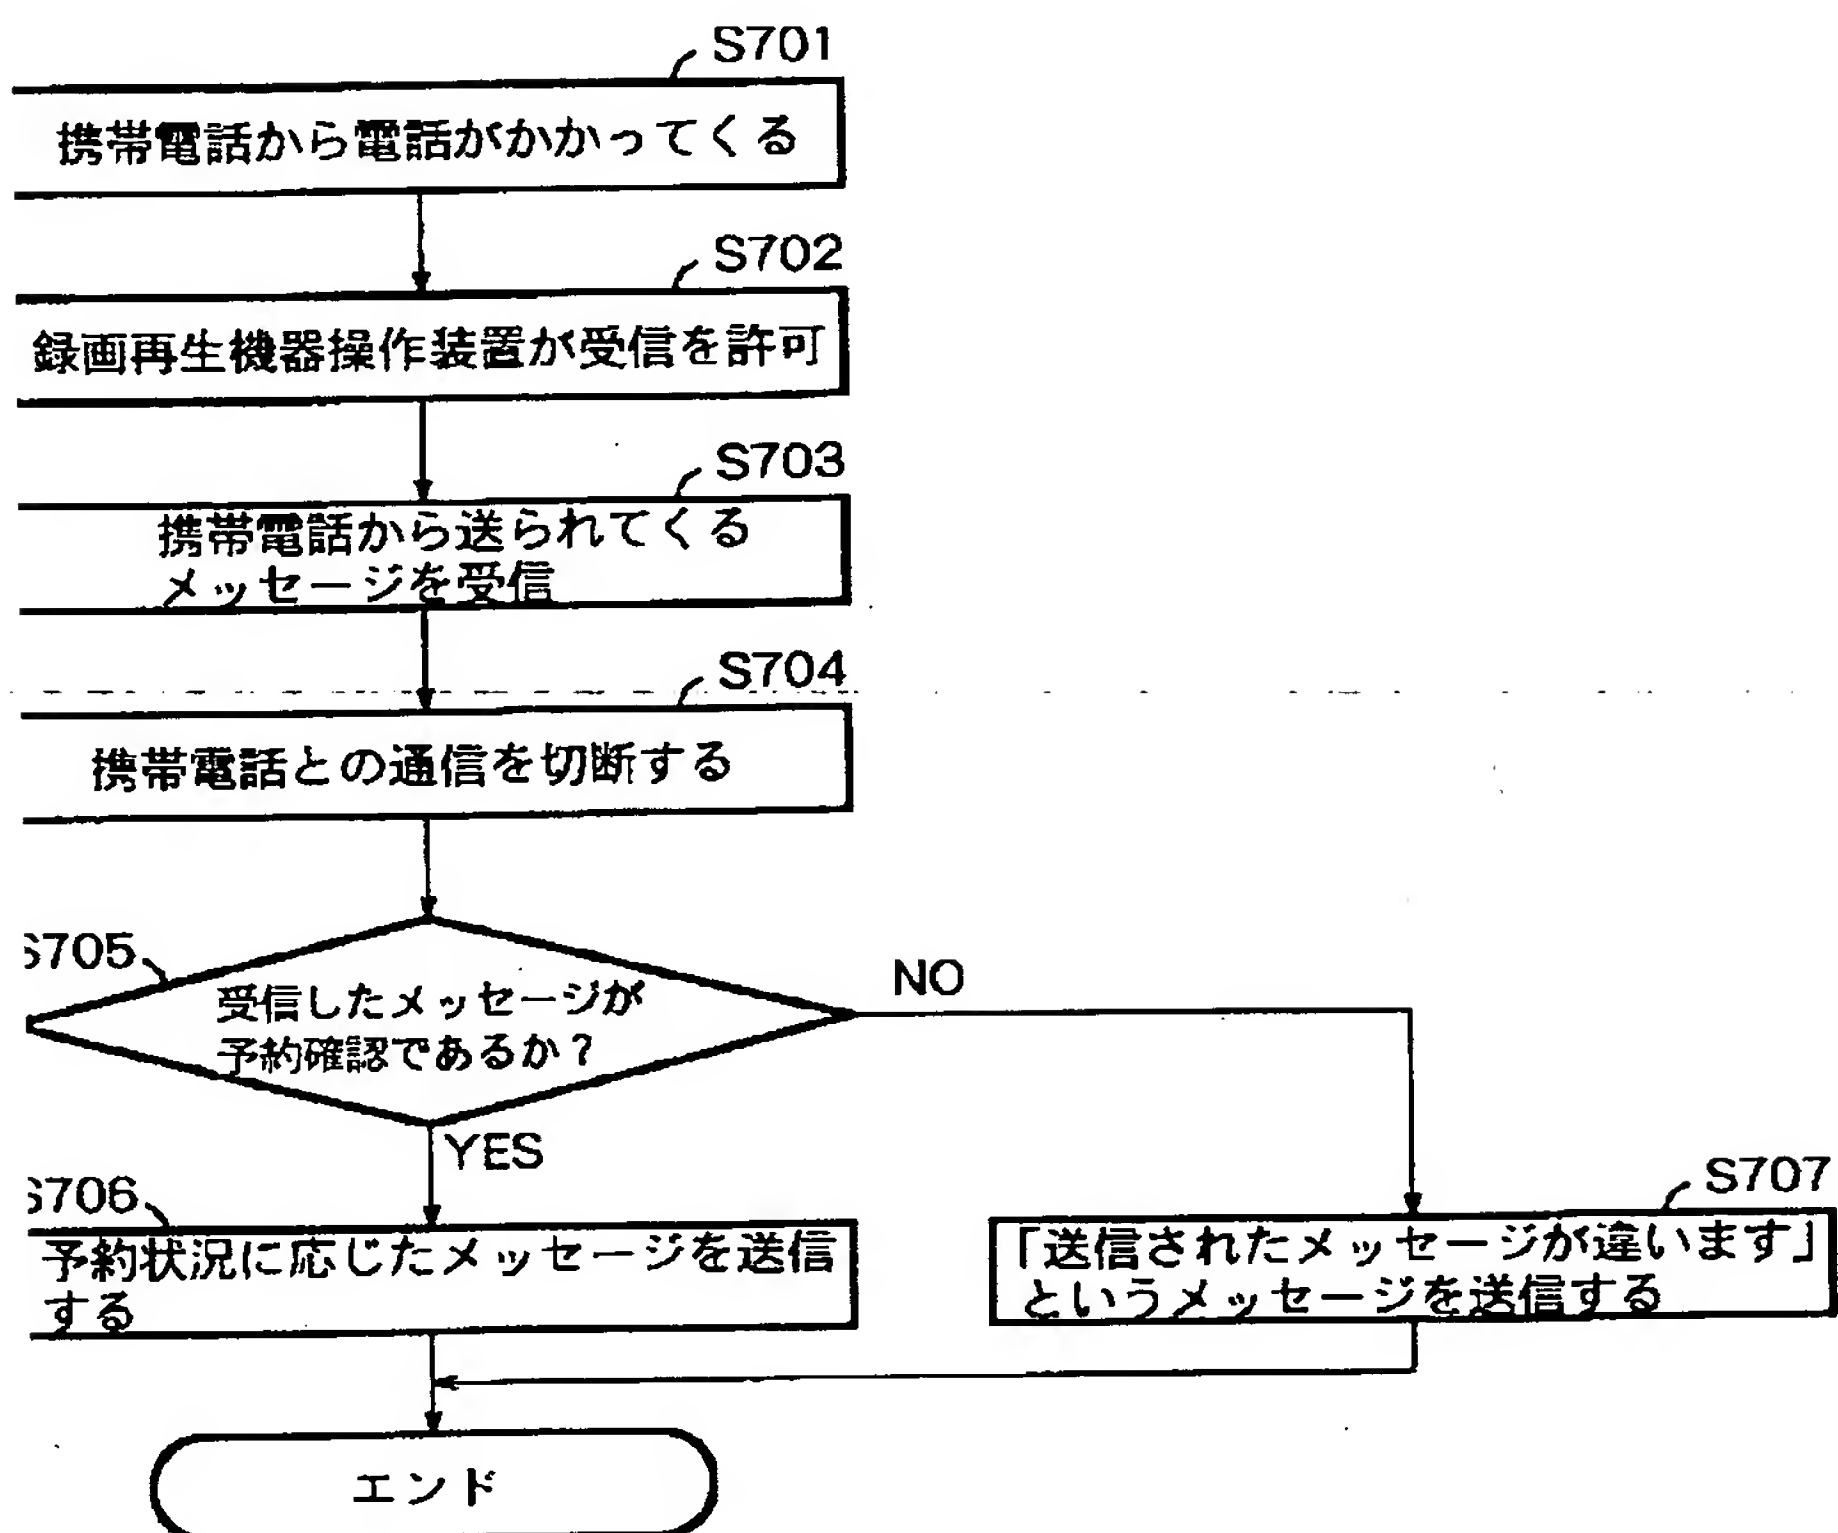 S701
携帯電話から電話がかかってくる
S702
録画再生機器操作装置が受信を許可
S703
携帯電話から送られてくる
メッセージを受信
S704
携帯電話との通信を切断する
S705
受信したメッセージが
予約確認であるか？
NO
YES
S706
予約状況に応じたメッセージを送信
する
S707
「送信されたメッセージが違います」
というメッセージを送信する
エンド